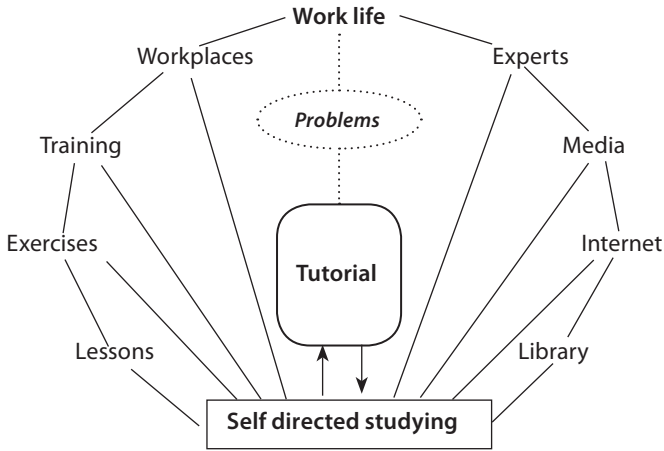 Work life
Workplaces
Experts
Problems
Training
Media
Exercises
Internet
Tutorial
Lessons
Library
Self directed studying